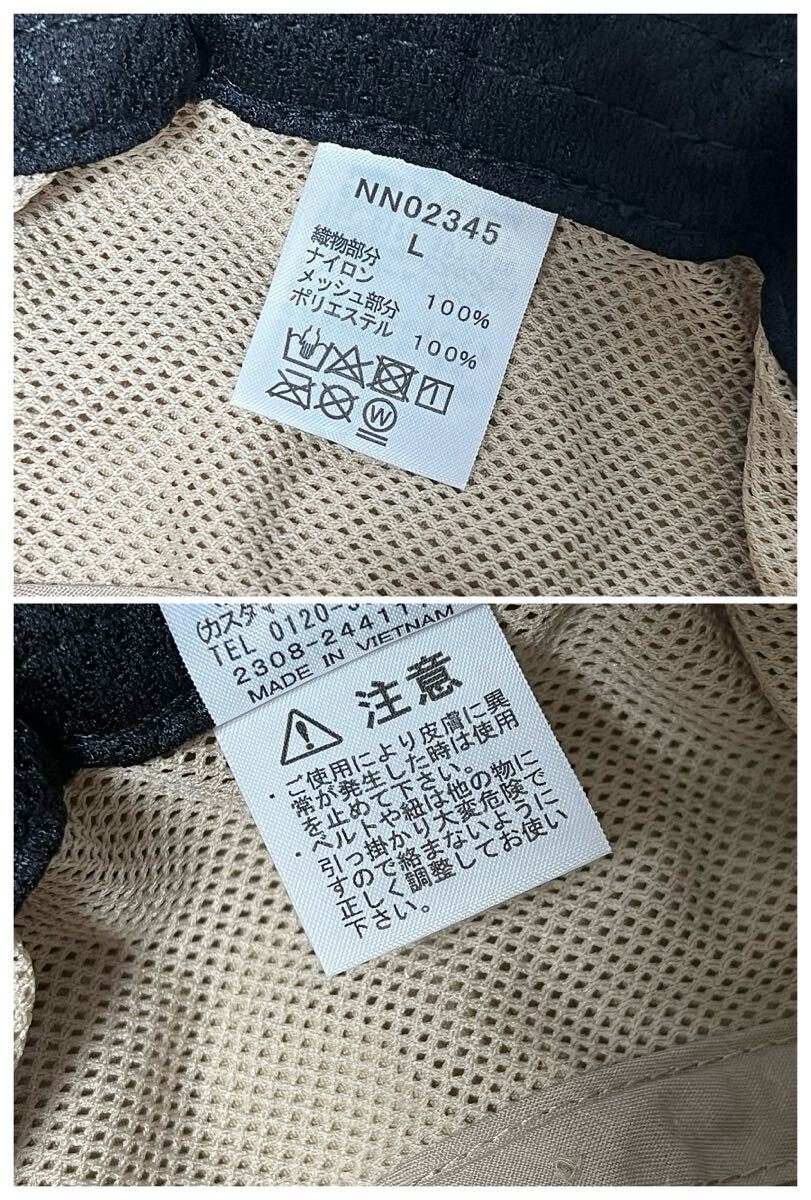 NN02345
L
織物部分
ナイロン 100%
メッシュ部分
ポリエステル 100%
W
(カスタ
TEL 0120-
2308-24411
MADE IN VIETNAM
注意
・ご使用により皮膚に異
常が発生した時は使用
を止めて下さい。
・ベルトや紐は他の物に
引っ掛かり大変危険で
すので絡まないように
正しく調整してお使い
下さい。